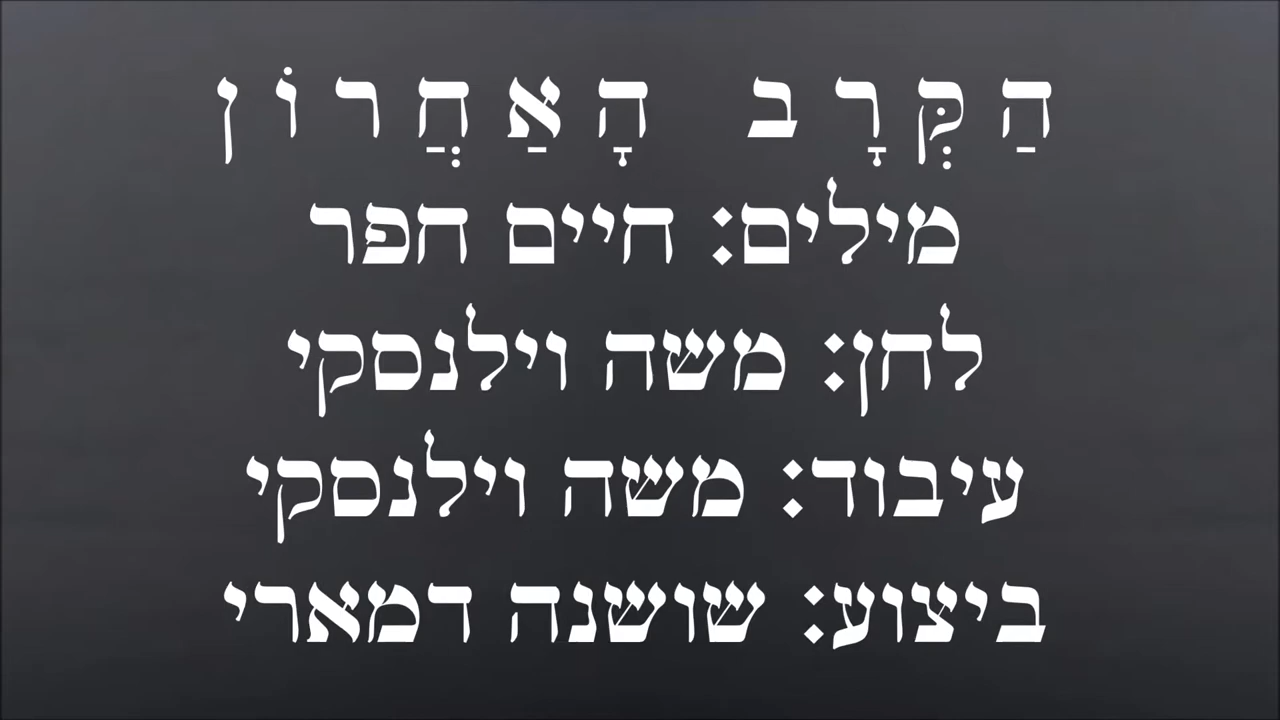 הַקְּרָב הָאַחֲרוֹן
מילים: חיים חפר
לחן: משה וילנסקי
עיבוד: משה וילנסקי
ביצוע: שושנה דמארי